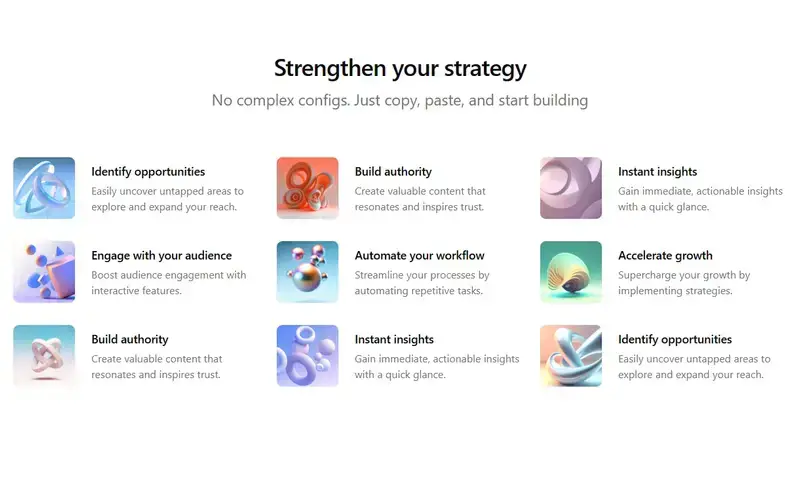 Strengthen your strategy
No complex configs. Just copy, paste, and start building
Identify opportunities
Easily uncover untapped areas to
explore and expand your reach.
Build authority
Create valuable content that
resonates and inspires trust.
Instant insights
Gain immediate, actionable insights
with a quick glance.
Engage with your audience
Boost audience engagement with
interactive features.
Automate your workflow
Streamline your processes by
automating repetitive tasks.
Accelerate growth
Supercharge your growth by
implementing strategies.
Build authority
Create valuable content that
resonates and inspires trust.
Instant insights
Gain immediate, actionable insights
with a quick glance.
Identify opportunities
Easily uncover untapped areas to
explore and expand your reach.